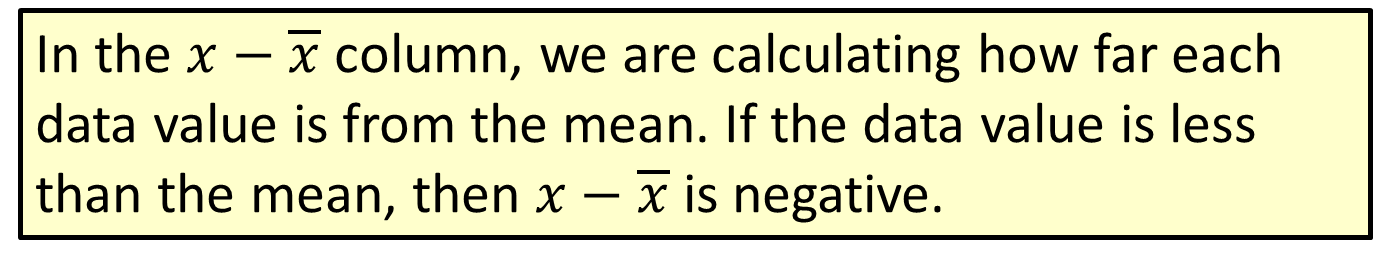 In the x − x̅ column, we are calculating how far each
data value is from the mean. If the data value is less
than the mean, then x − x̅ is negative.